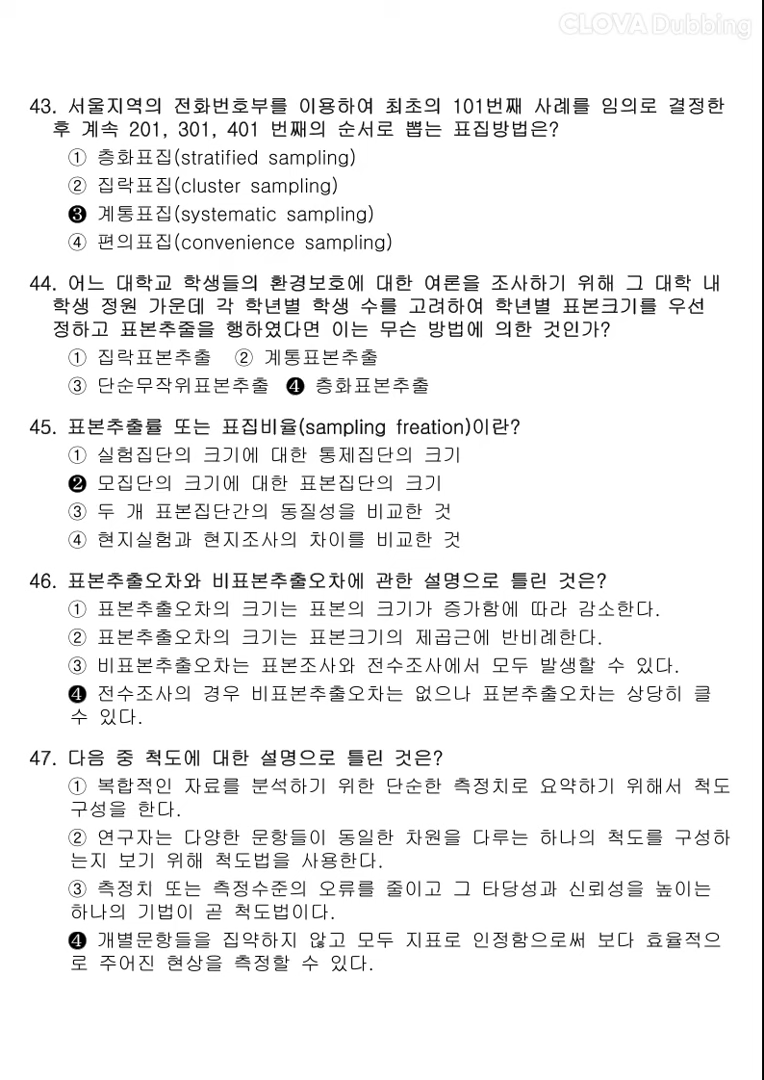 CLOVA Dubbing
43. 서울지역의 전화번호부를 이용하여 최초의 101번째 사례를 임의로 결정한
후 계속 201, 301, 401 번째의 순서로 뽑는 표집방법은?
① 층화표집(stratified sampling)
② 집락표집(cluster sampling)
❸ 계통표집(systematic sampling)
④ 편의표집(convenience sampling)
44. 어느 대학교 학생들의 환경보호에 대한 여론을 조사하기 위해 그 대학 내
학생 정원 가운데 각 학년별 학생 수를 고려하여 학년별 표본크기를 우선
정하고 표본추줄을 행하였다면 이는 무슨 방법에 의한 것인가?
① 집락표본추출 ② 계통표본추출
③ 단순무작위표본추출 ❹ 층화표본추출
45. 표본추출률 또는 표집비율(sampling freation)이란?
① 실험집단의 크기에 대한 통제집단의 크기
❷ 모집단의 크기에 대한 표본집단의 크기
③ 두 개 표본집단간의 동질성을 비교한 것
④ 현지실험과 현지조사의 차이를 비교한 것
46. 표본추출오차와 비표본추출오차에 관한 설명으로 틀린 것은?
① 표본추출오차의 크기는 표본의 크기가 증가함에 따라 감소한다.
② 표본추출오차의 크기는 표본크기의 제곱근에 반비례한다.
③ 비표본추출오차는 표본조사와 전수조사에서 모두 발생할 수 있다.
❹ 전수조사의 경우 비표본추출오차는 없으나 표본추출오차는 상당히 클
수 있다.
47. 다음 중 척도에 대한 설명으로 틀린 것은?
① 복합적인 자료를 분석하기 위한 단순한 측정치로 요약하기 위해서 척도
구성을 한다.
② 연구자는 다양한 문항들이 동일한 차원을 다루는 하나의 척도를 구성하
는지 보기 위해 척도법을 사용한다.
③ 측정치 또는 측정수준의 오류를 줄이고 그 타당성과 신뢰성을 높이는
하나의 기법이 곧 척도법이다.
❹ 개별문항들을 집약하지 않고 모두 지표로 인정함으로써 보다 효율적으
로 주어진 현상을 측정할 수 있다.